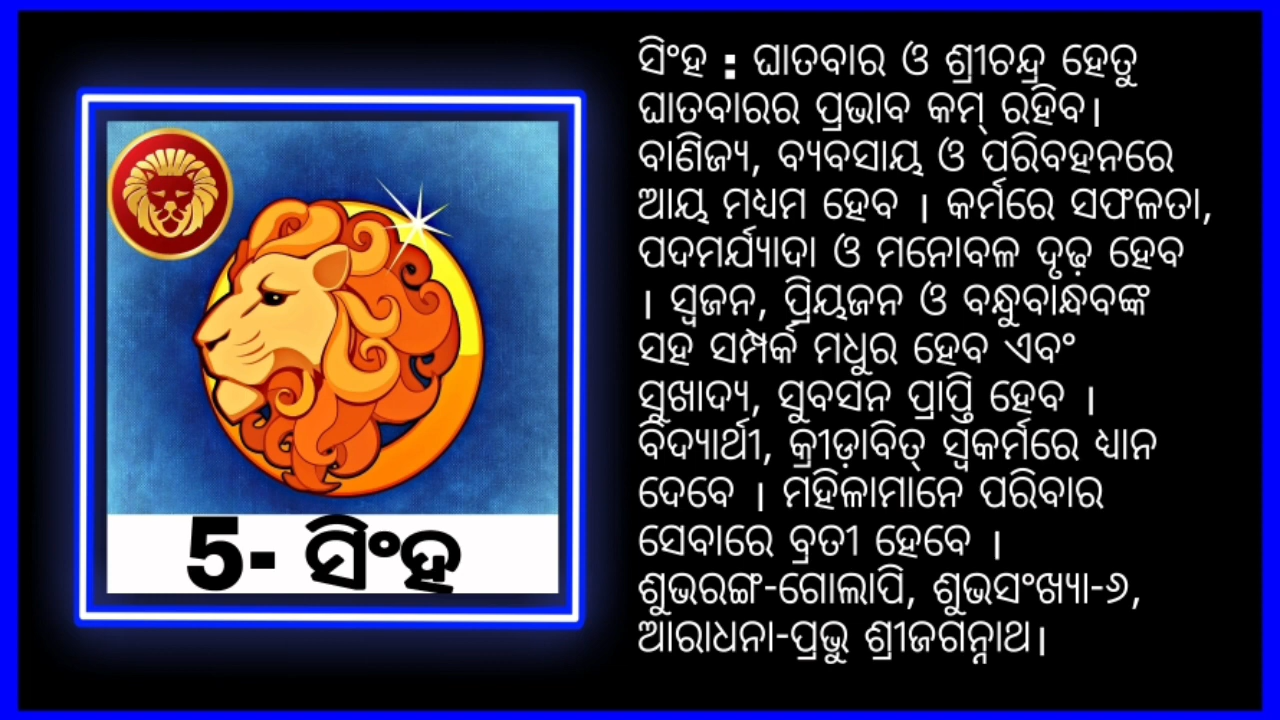 5- ସିଂହ
ସିଂହ : ଘାତବାର ଓ ଶ୍ରୀଚନ୍ଦ୍ର ହେତୁ
ଘାତବାରର ପ୍ରଭାବ କମ୍ ରହିବ।
ବାଣିଜ୍ୟ, ବ୍ୟବସାୟ ଓ ପରିବହନରେ
ଆୟ ମଧ୍ୟମ ହେବ । କର୍ମରେ ସଫଳତା,
ପଦମର୍ଯ୍ୟାଦା ଓ ମନୋବଳ ଦୃଢ଼ ହେବ
। ସ୍ୱଜନ, ପ୍ରିୟଜନ ଓ ବନ୍ଧୁବାନ୍ଧବଙ୍କ
ସହ ସମ୍ପର୍କ ମଧୁର ହେବ ଏବଂ
ସୁଖାଦ୍ୟ, ସୁବସନ ପ୍ରାପ୍ତି ହେବ ।
ବିଦ୍ୟାର୍ଥୀ, କ୍ରୀଡ଼ାବିତ୍ ସ୍ୱକର୍ମରେ ଧ୍ୟାନ
ଦେବେ । ମହିଳାମାନେ ପରିବାର
ସେବାରେ ବ୍ରତୀ ହେବେ ।
ଶୁଭରଙ୍ଗ-ଗୋଲାପି, ଶୁଭସଂଖ୍ୟା-୬,
ଆରାଧନା-ପ୍ରଭୁ ଶ୍ରୀଜଗନ୍ନାଥ।